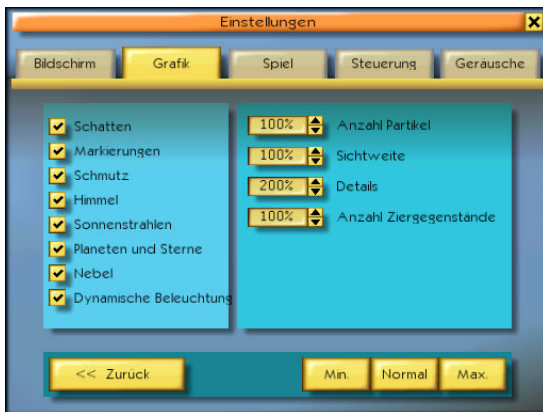 Einstellungen
Bildschirm Grafik Spiel Steuerung Geräusche
Schatten
Markierungen
Schmutz
Himmel
Sonnenstrahlen
Planeten und Sterne
Nebel
Dynamische Beleuchtung
100% Anzahl Partikel
100% Sichtweite
200% Details
100% Anzahl Ziergegenstände
<< Zurück Min. Normal Max.